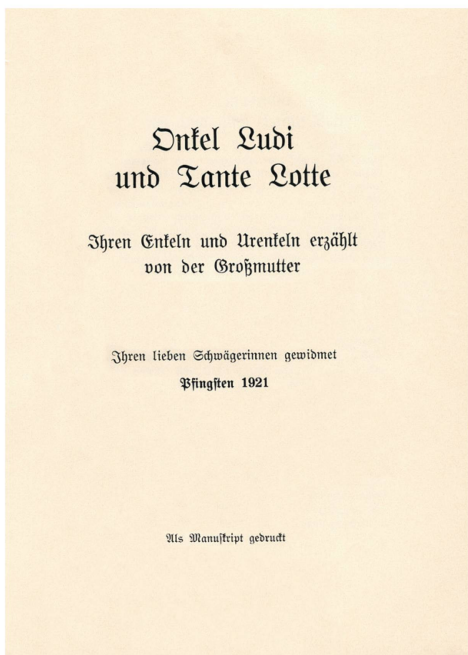 Onkel Ludi
und Tante Lotte
Ihren Enkeln und Urenkeln erzählt
von der Großmutter
Ihren lieben Schwägerinnen gewidmet
Pfingsten 1921
Als Manuskript gedruckt